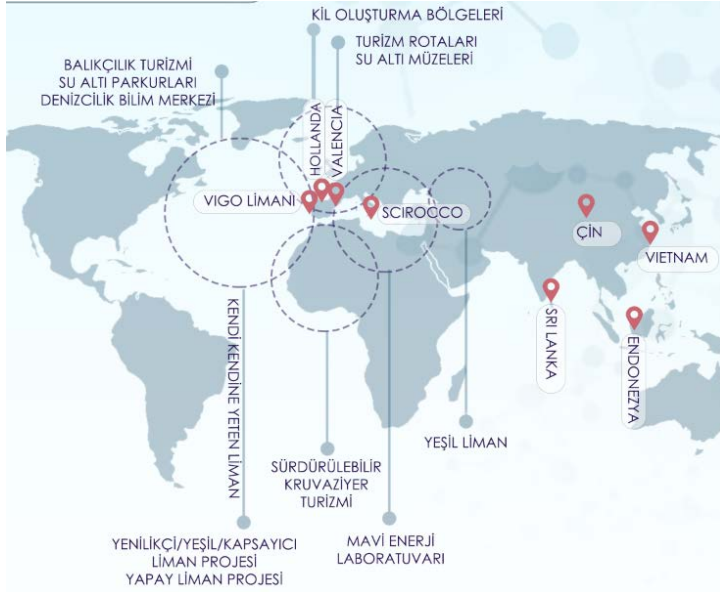 KİL OLUŞTURMA BÖLGELERİ
TURİZM ROTALARI
SU ALTI MÜZELERİ
BALIKÇILIK TURİZMİ
SU ALTI PARKURLARI
DENİZCİLİK BİLİM MERKEZİ
HOLLANDA
VALENCIA
VIGO LİMANI
SCIROCCO
ÇİN
VIETNAM
SRI LANKA
ENDONEZYA
KENDİ KENDİNE YETEN LİMAN
YEŞİL LİMAN
SÜRDÜRÜLEBİLİR
KRUVAZİYER
TURİZMİ
YENİLİKÇİ/YEŞİL/KAPSAYICI
LİMAN PROJESİ
YAPAY LİMAN PROJESİ
MAVİ ENERJİ
LABORATUVARI